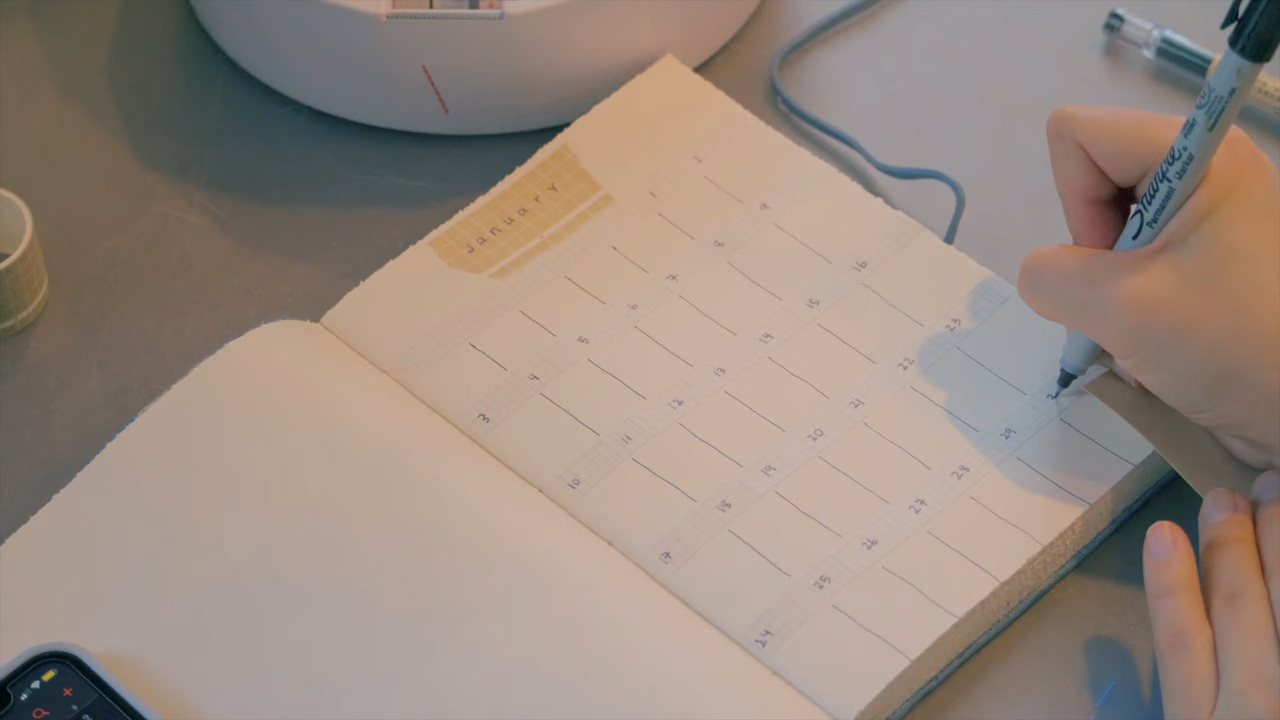 January
1 2
3 4 5 6 7 8 9
10 11 12 13 14 15 16
17 18 19 20 21 22 23
24 25 26 27 28 29
Sharpie
Permanent Marker